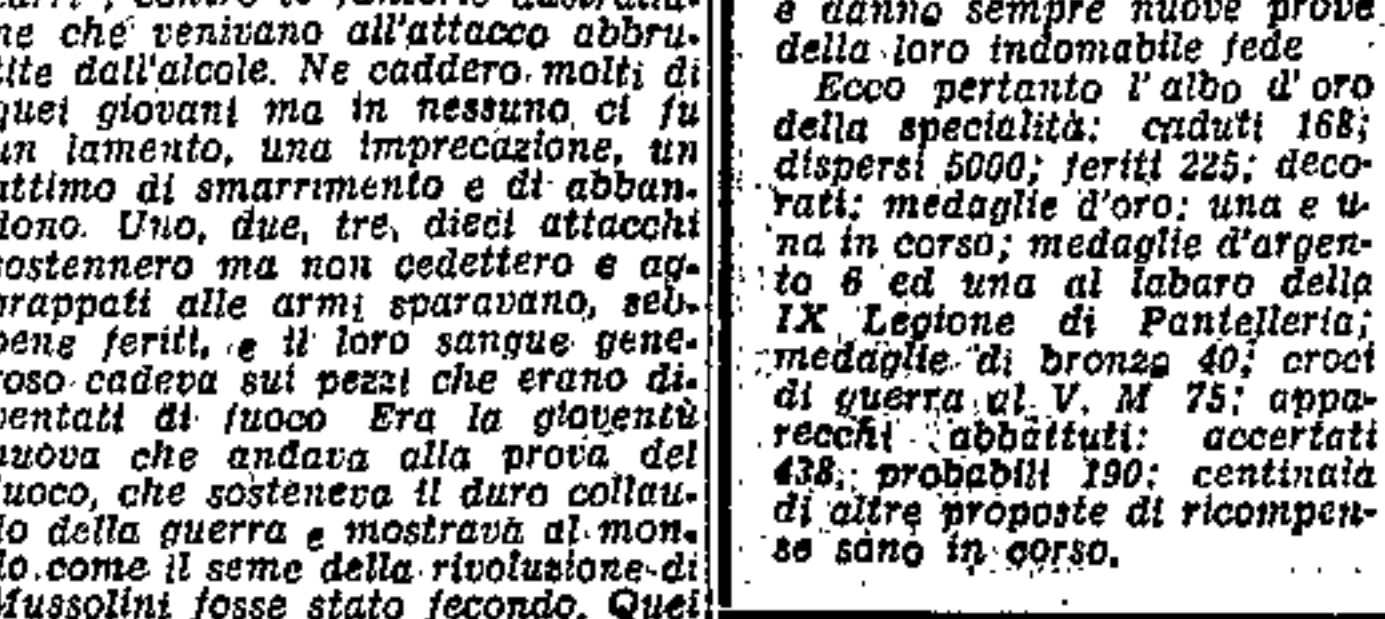 ne che venivano all'attacco abbru-
tite dall'alcole. Ne caddero molti di
quei giovani ma in nessuno ci fu
un lamento, una imprecazione, un
attimo di smarrimento e di abban-
dono. Uno, due, tre, dieci attacchi
sostennero ma non cedettero e ag-
grappati alle armi sparavano, seb-
bene feriti, e il loro sangue gene-
roso cadeva sui pezzi che erano di-
ventati di fuoco Era la gioventù
nuova che andava alla prova del
fuoco, che sosteneva il duro collau-
do della guerra e mostrava al mon-
do come il seme della rivoluzione di
Mussolini fosse stato fecondo. Quei
e danno sempre nuove prove
della loro indomabile fede
Ecco pertanto l'albo d'oro
della specialità: caduti 168;
dispersi 5000; feriti 225; deco-
rati: medaglie d'oro: una e u-
na in corso; medaglie d'argen-
to 6 ed una al labaro della
IX Legione di Pantelleria;
medaglie di bronzo 40; croci
di guerra al V. M 75; appa-
recchi abbattuti: accertati
438; probabili 190; centinaia
di altre proposte di ricompen-
se sono in corso.